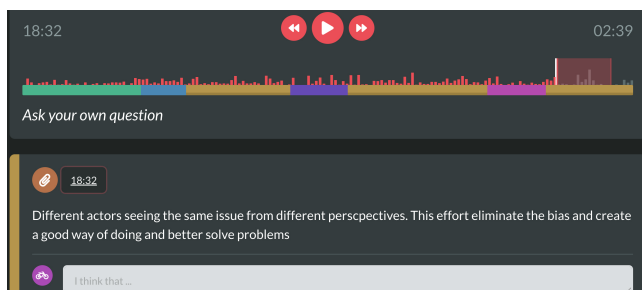 18:32
02:39
Ask your own question
18:32
Different actors seeing the same issue from different perscpectives. This effort eliminate the bias and create
a good way of doing and better solve problems
I think that ...